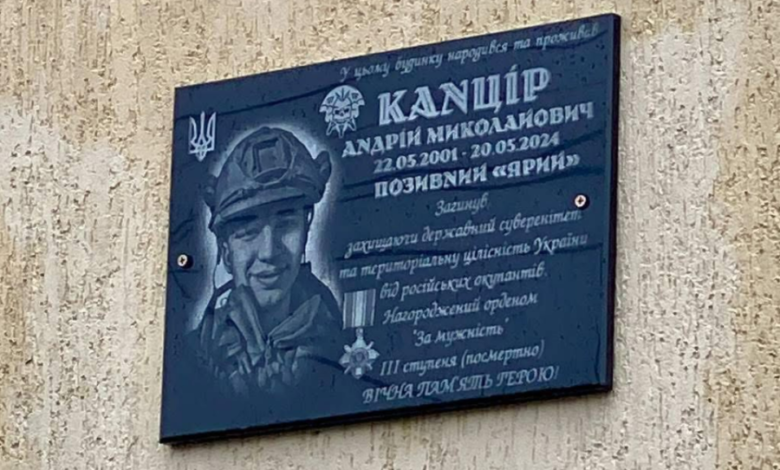 У цьому будинку народився та проживав
КАНЦІР
АНДРІЙ МИКОЛАЙОВИЧ
22.05.2001 - 20.05.2024
ПОЗИВНИЙ «ЯРИЙ»
Загинув,
захищаючи державний суверенітет
та територіальну цілісність України
від російських окупантів.
Нагороджений орденом
"За мужність"
III ступеня (посмертно)
ВІЧНА ПАМ'ЯТЬ ГЕРОЮ!